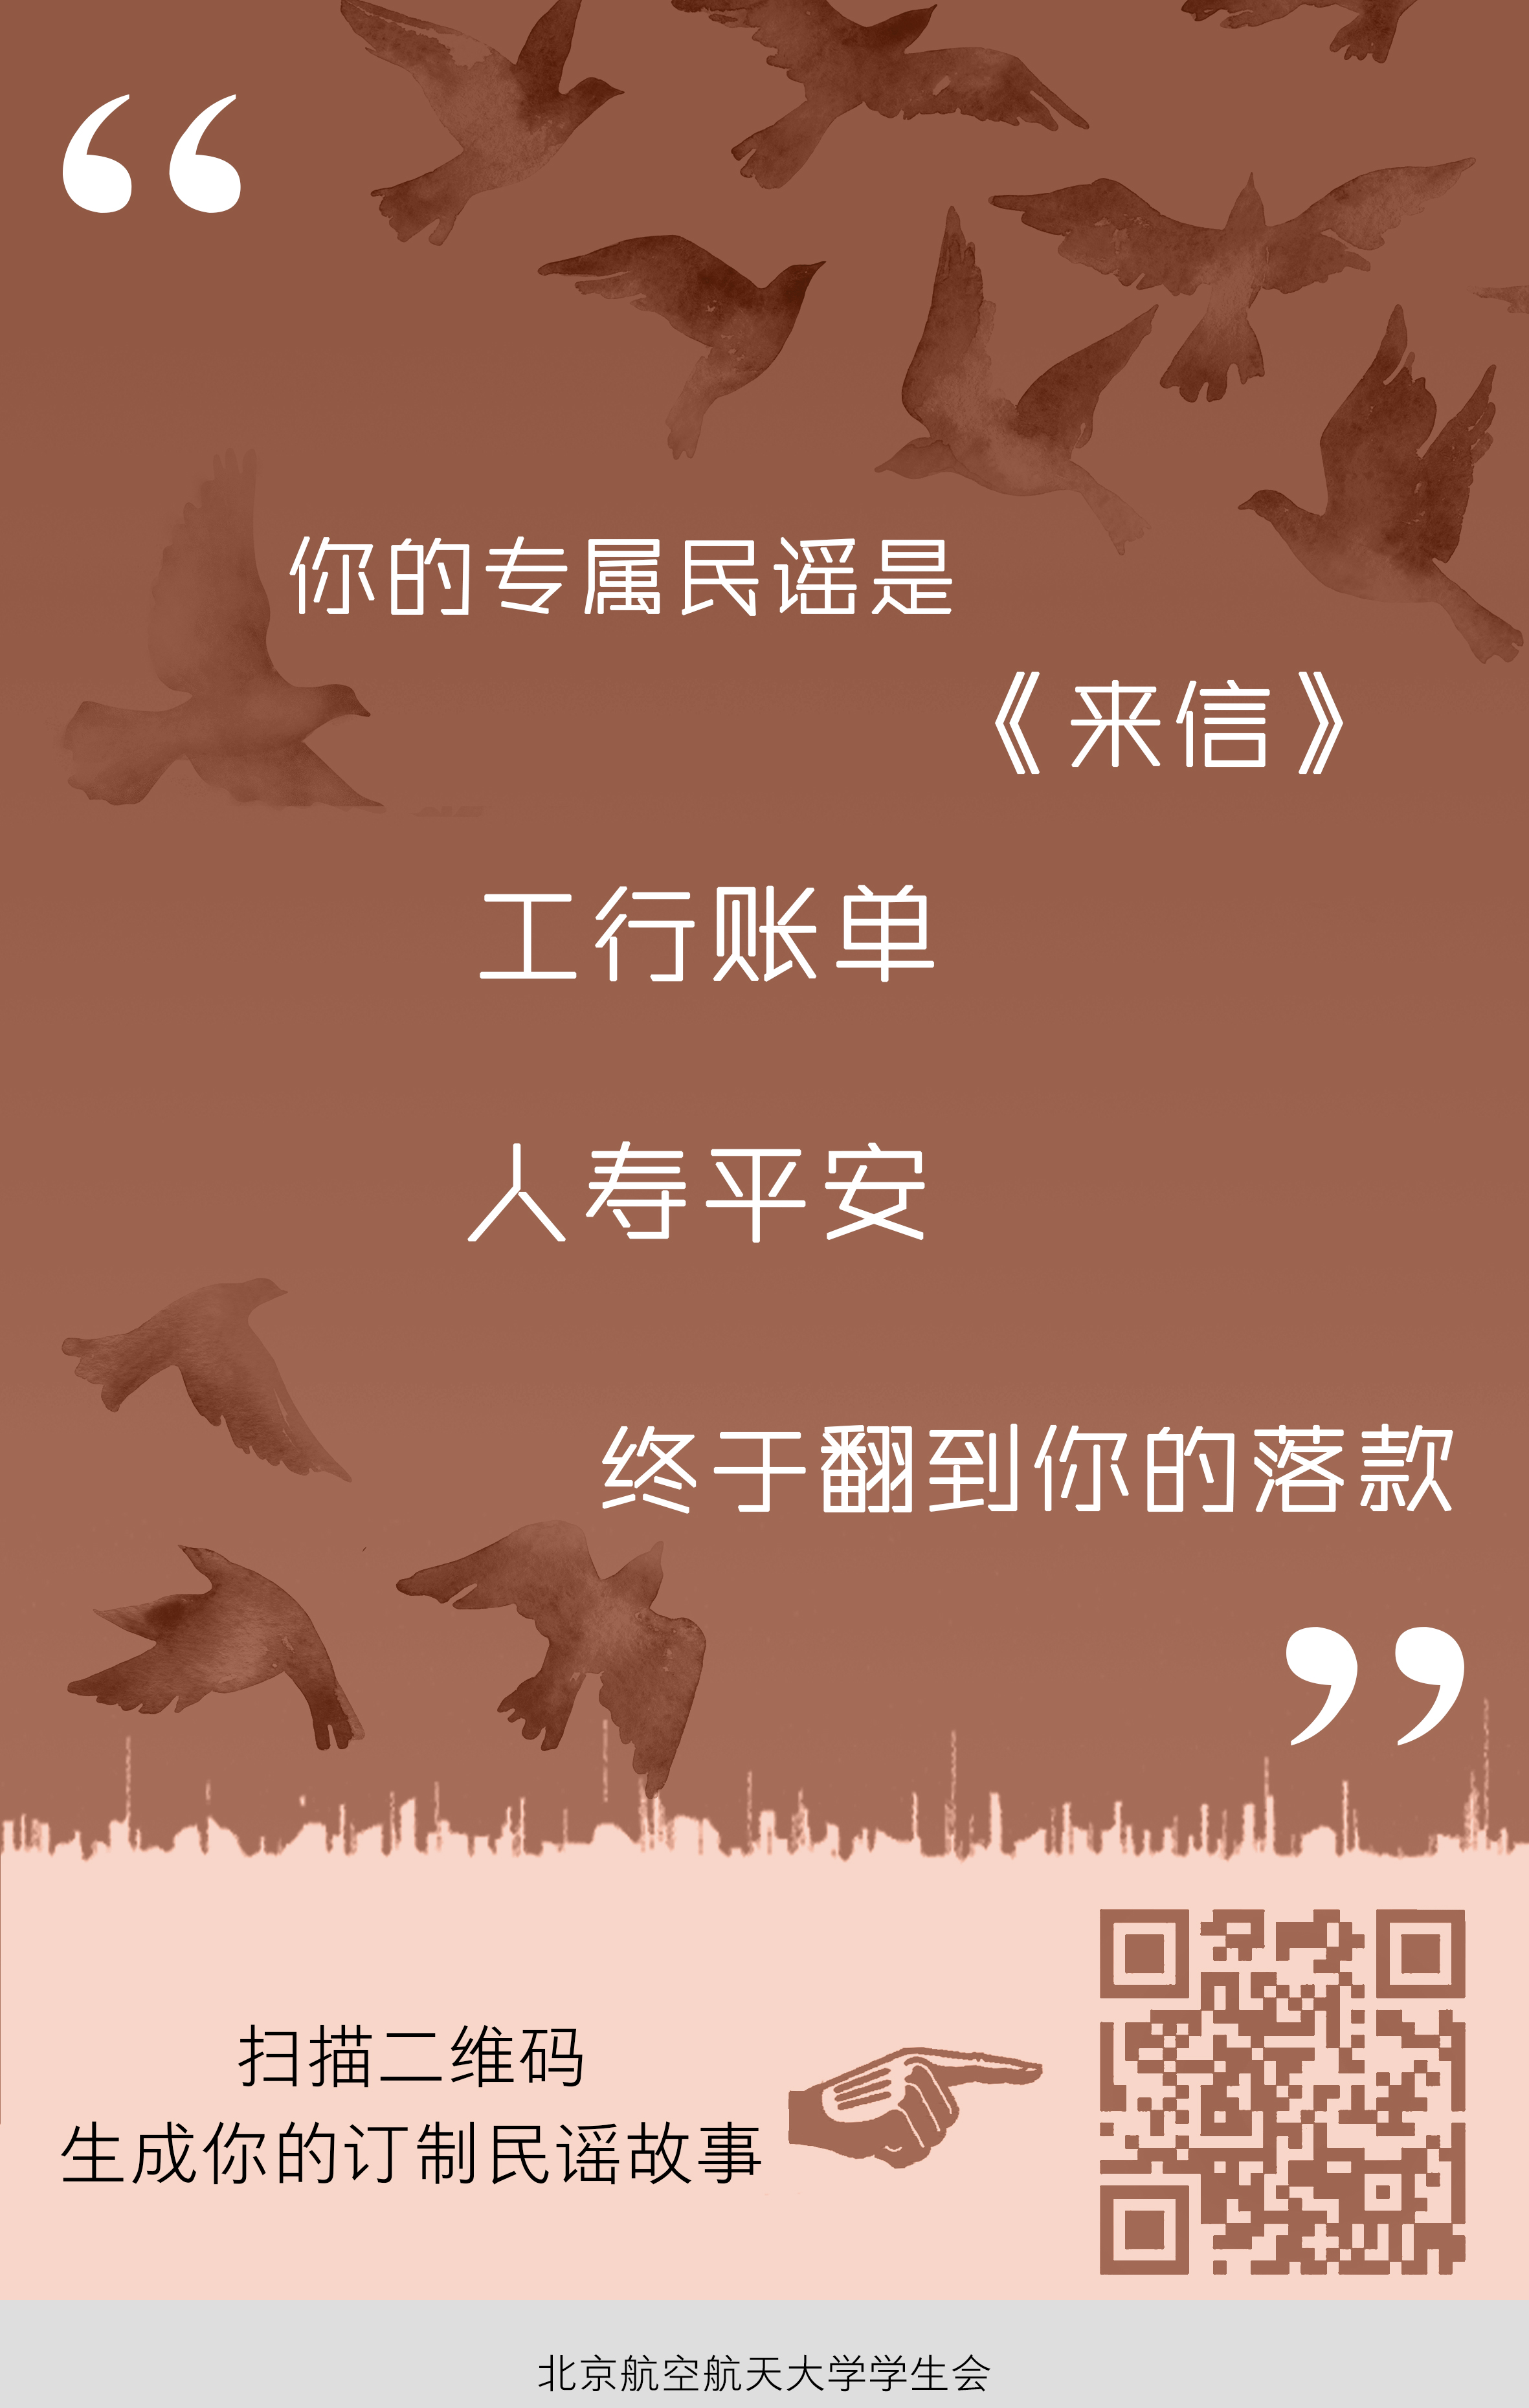 “
你的专属民谣是
《来信》
工行账单
人寿平安
终于翻到你的落款
”
扫描二维码
生成你的订制民谣故事
北京航空航天大学学生会